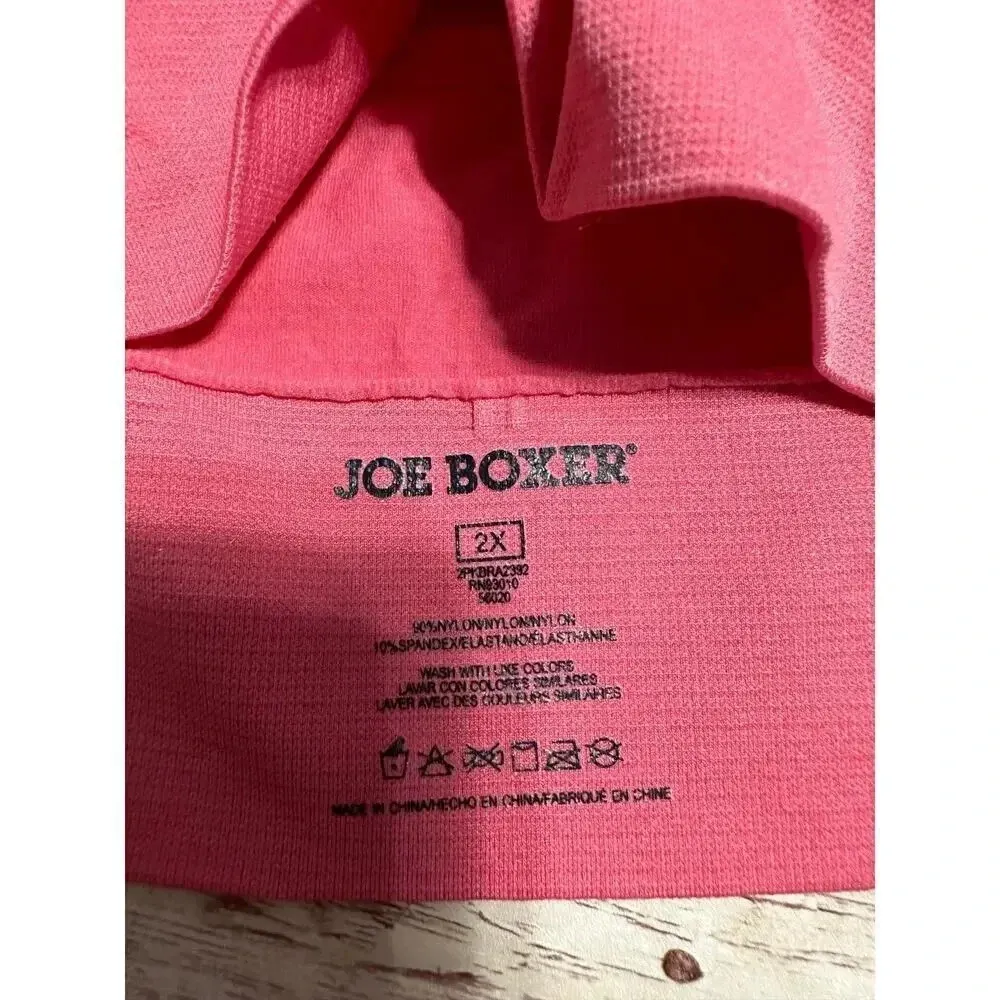 JOE BOXER®
2X
2PKBRA2392
RN93010
56020
90%NYLON/NYLON/NYLON
10%SPANDEX/ELASTANO/ÉLASTHANNE
WASH WITH LIKE COLORS
LAVAR CON COLORES SIMILARES
LAVER AVEC DES COULEURS SIMILAIRES
MADE IN CHINA/HECHO EN CHINA/FABRIQUÉ EN CHINE